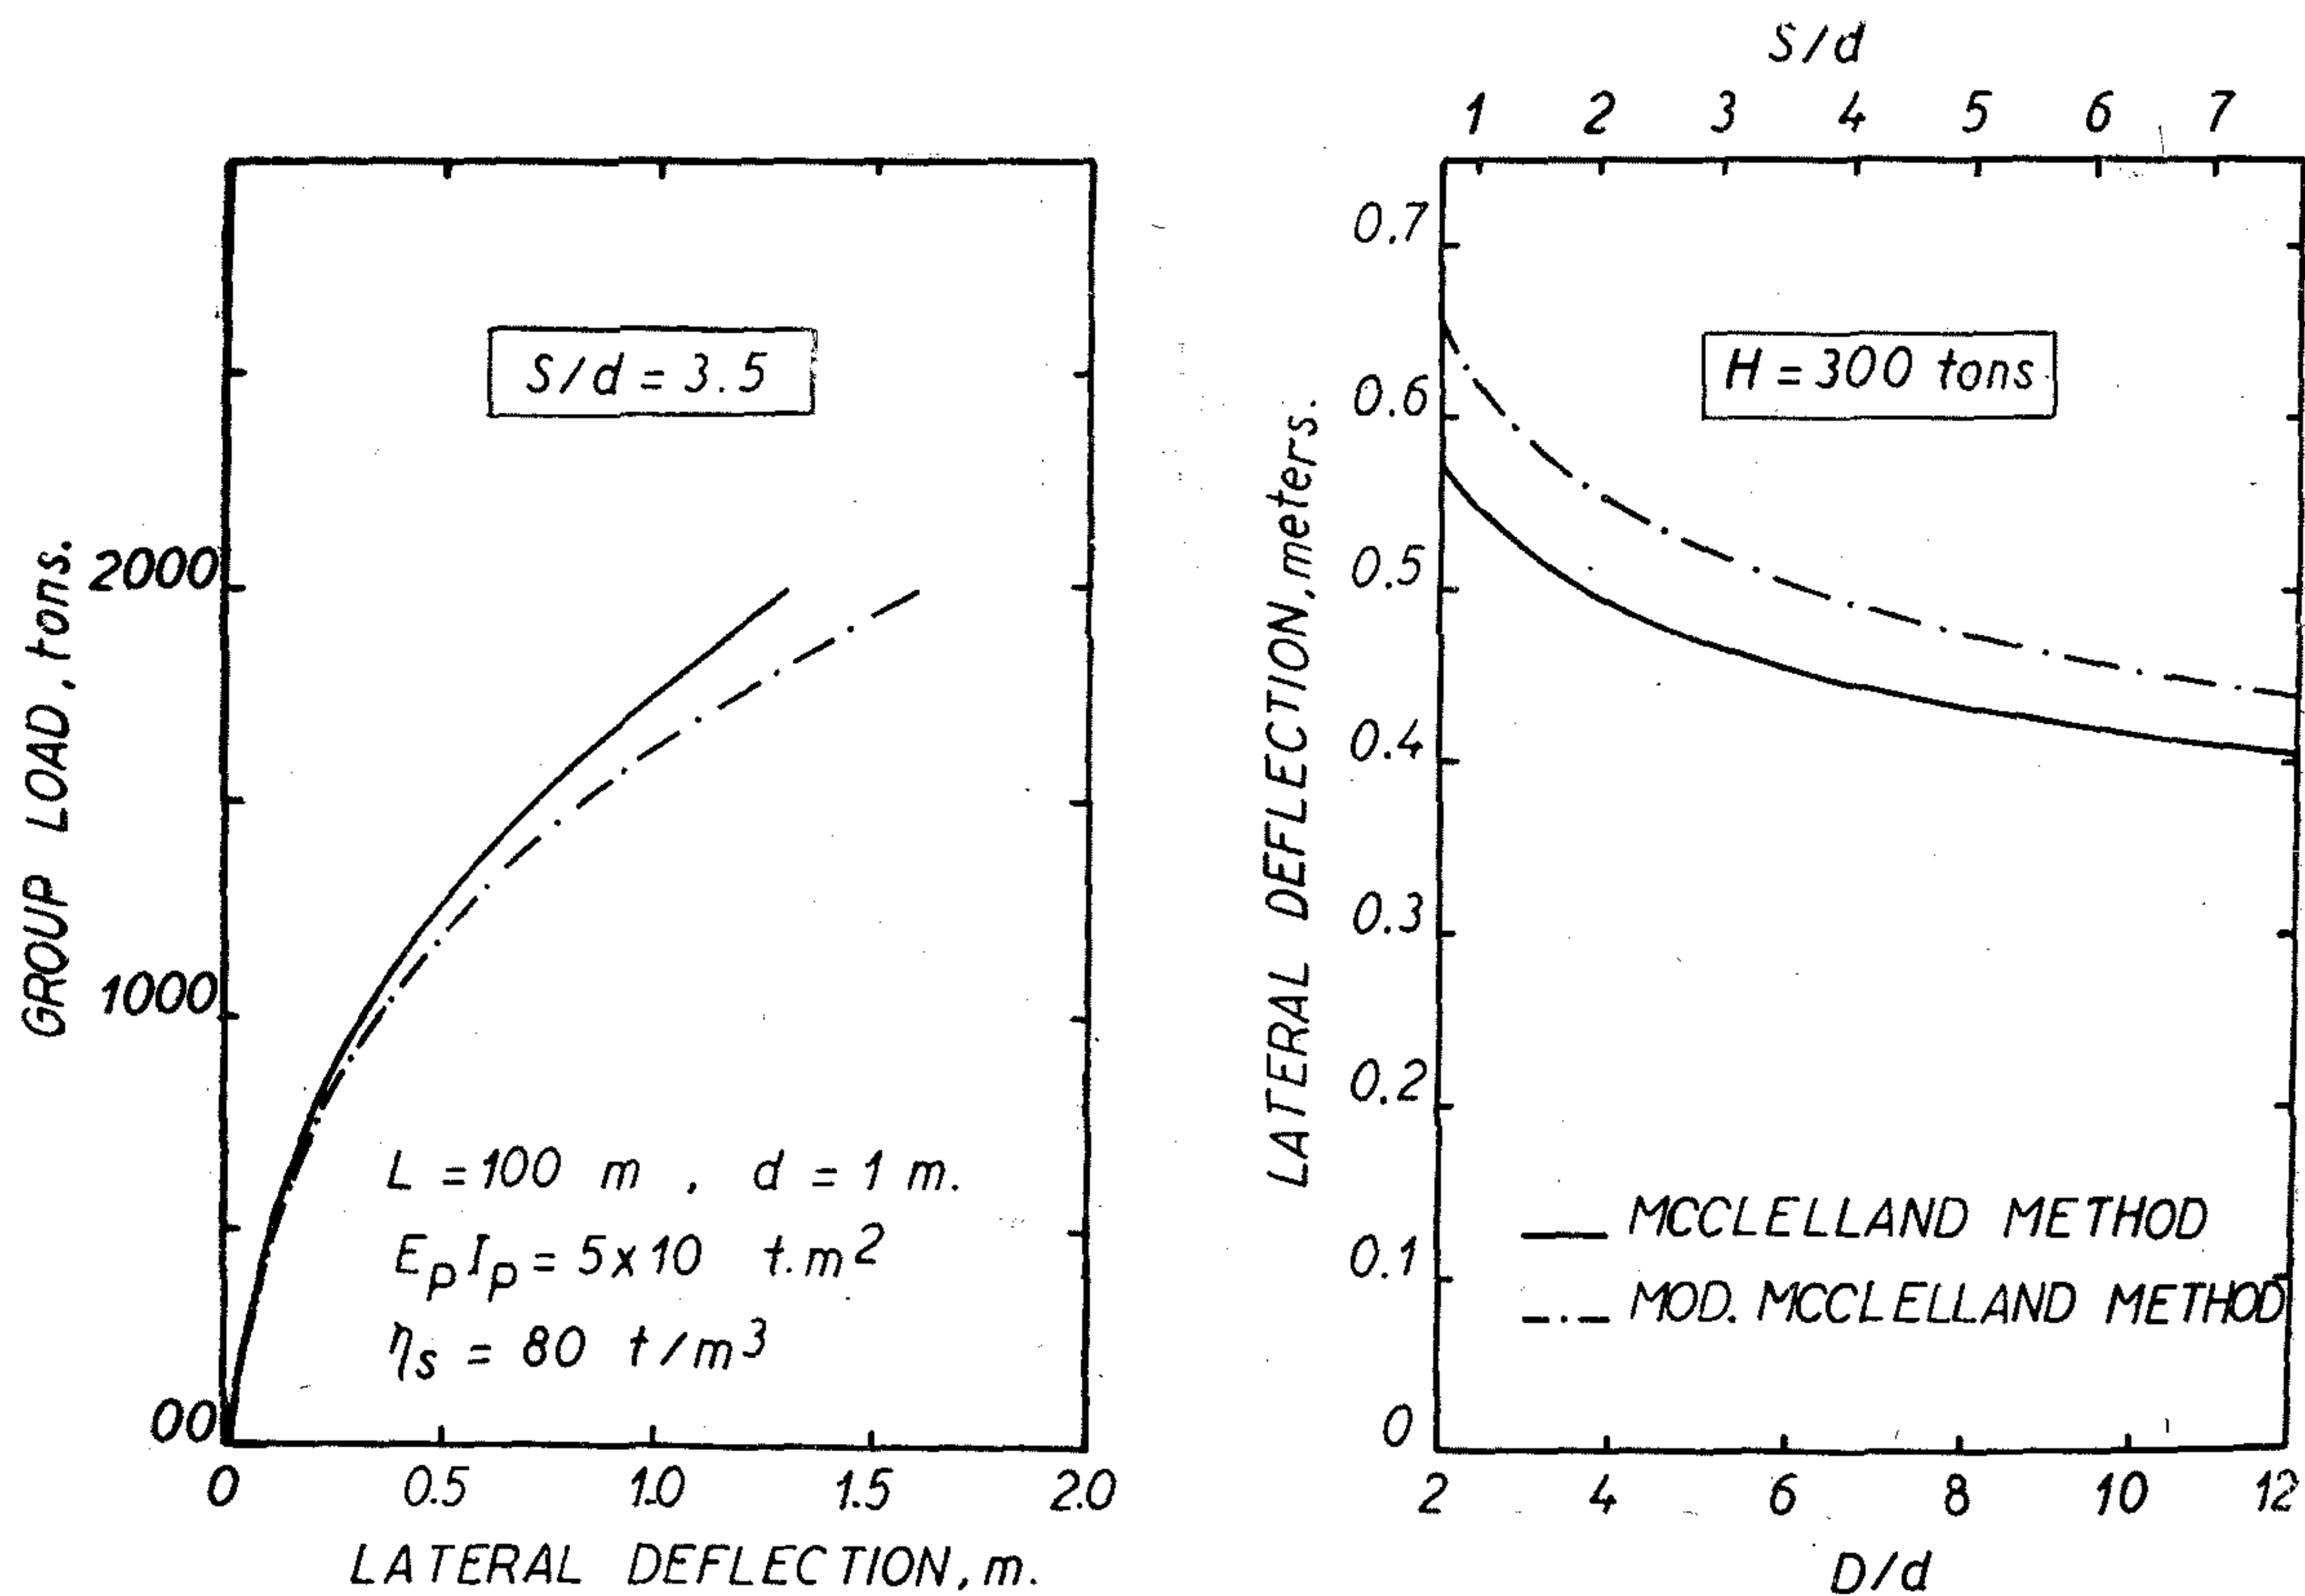 GROUP LOAD, tons.
2000
1000
00
S/d = 3.5
L = 100 m , d = 1 m.
EpIp = 5x10 t.m2
ηs = 80 t/m3
0 0.5 1.0 1.5 2.0
LATERAL DEFLECTION, m.
S/d
1 2 3 4 5 6 7
LATERAL DEFLECTION, meters.
0.7
0.6
0.5
0.4
0.3
0.2
0.1
0
H = 300 tons
MCCLELLAND METHOD
MOD. MCCLELLAND METHOD
2 4 6 8 10 12
D/d